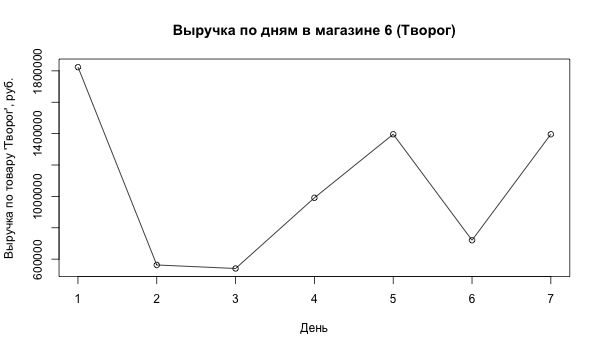 Выручка по дням в магазине 6 (Творог)
Выручка по товару 'Творог', руб.
1800000
1400000
1000000
600000
1 2 3 4 5 6 7
День